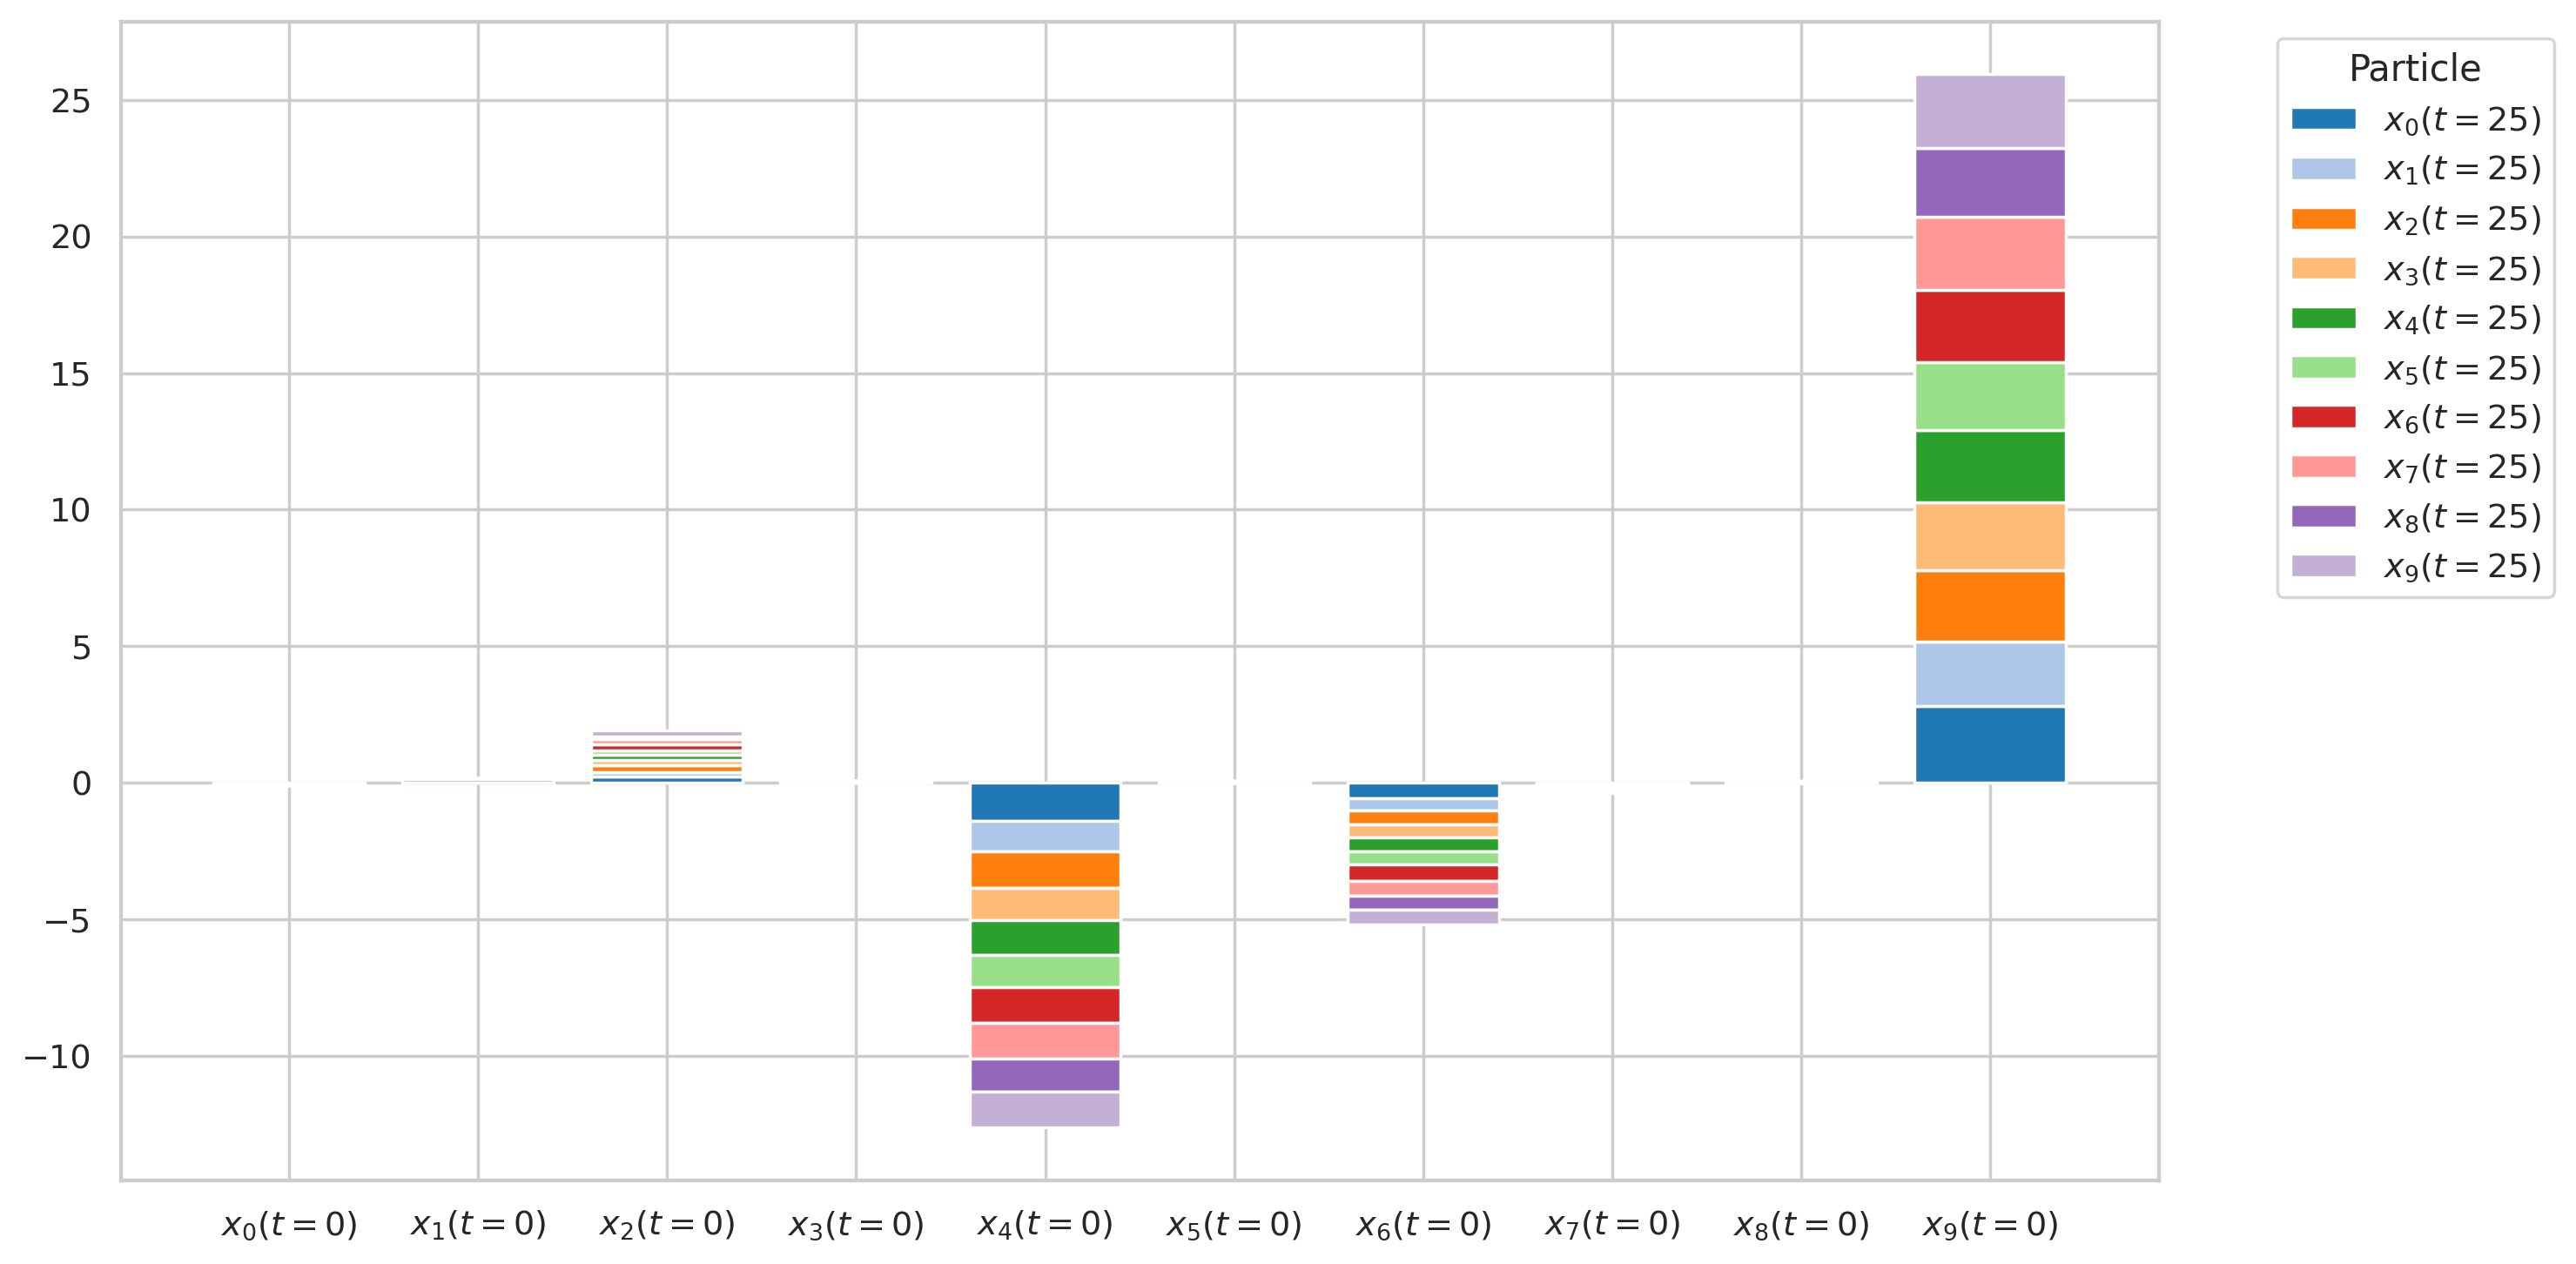 25
20
15
10
5
0
−5
−10
x₀(t = 0) x₁(t = 0) x₂(t = 0) x₃(t = 0) x₄(t = 0) x₅(t = 0) x₆(t = 0) x₇(t = 0) x₈(t = 0) x₉(t = 0)
Particle
x₀(t = 25)
x₁(t = 25)
x₂(t = 25)
x₃(t = 25)
x₄(t = 25)
x₅(t = 25)
x₆(t = 25)
x₇(t = 25)
x₈(t = 25)
x₉(t = 25)